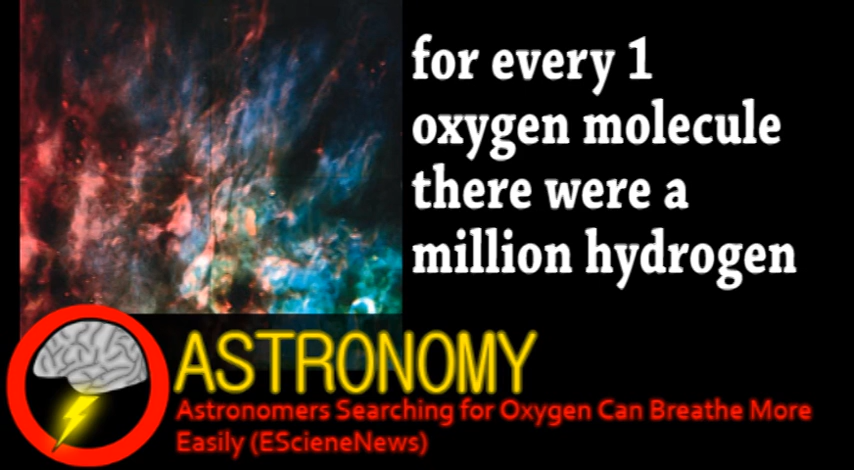 for every 1
oxygen molecule
there were a
million hydrogen
ASTRONOMY
Astronomers Searching for Oxygen Can Breathe More
Easily (EScieneNews)